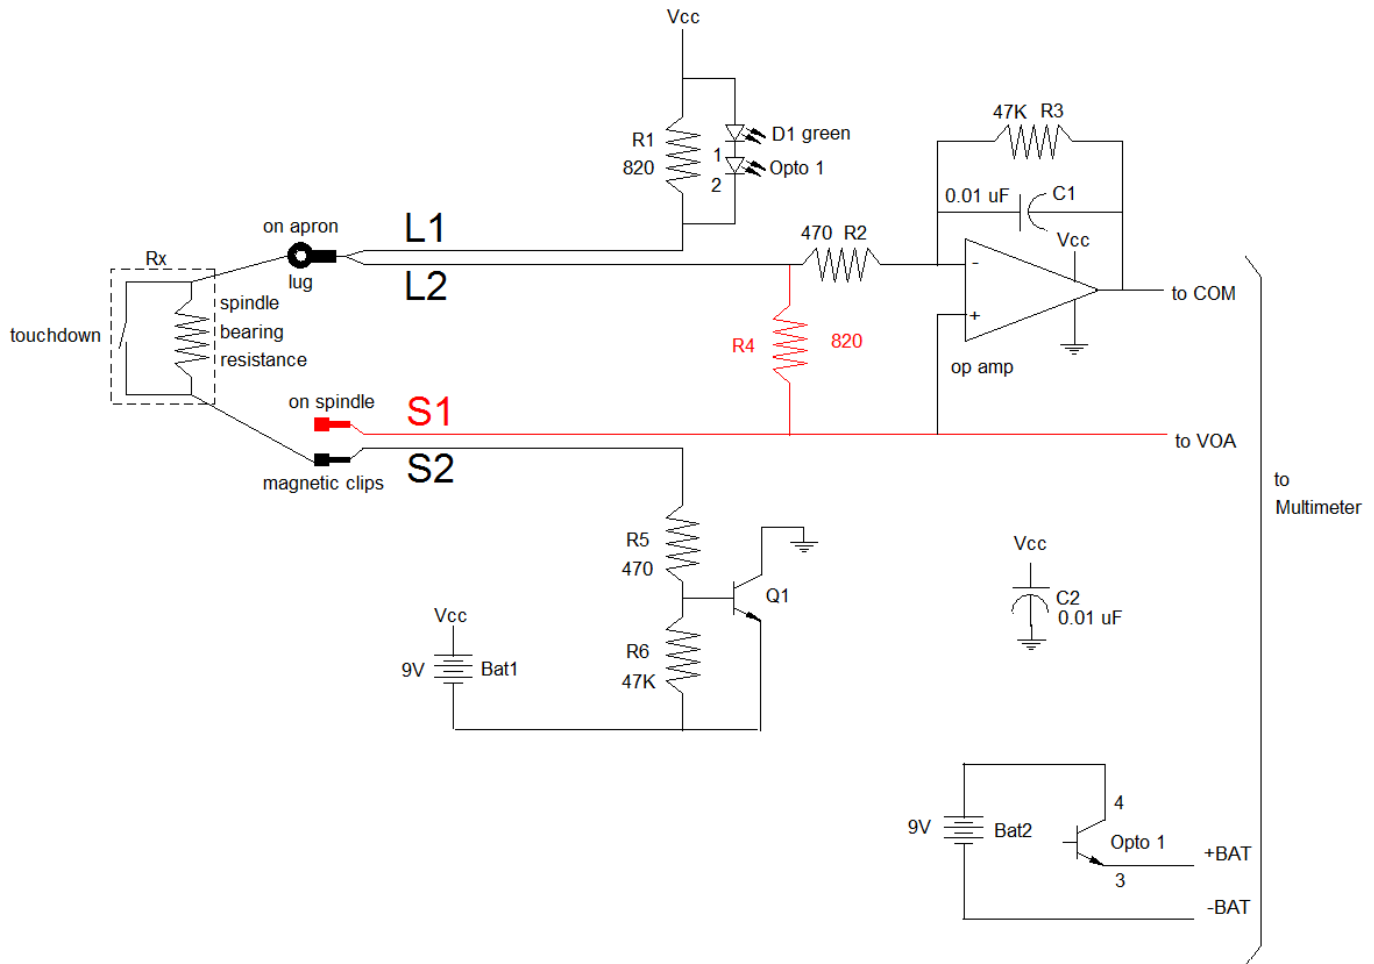 Vcc
R1
820
D1 green
1
Opto 1
2
47K R3
0.01 uF
C1
470 R2
Vcc
-
+
op amp
to COM
on apron
lug
L1
L2
Rx
spindle
bearing
resistance
touchdown
R4
820
on spindle
S1
S2
magnetic clips
to VOA
to
Multimeter
R5
470
Q1
R6
47K
Vcc
9V
Bat1
Vcc
C2
0.01 uF
9V
Bat2
4
Opto 1
3
+BAT
-BAT